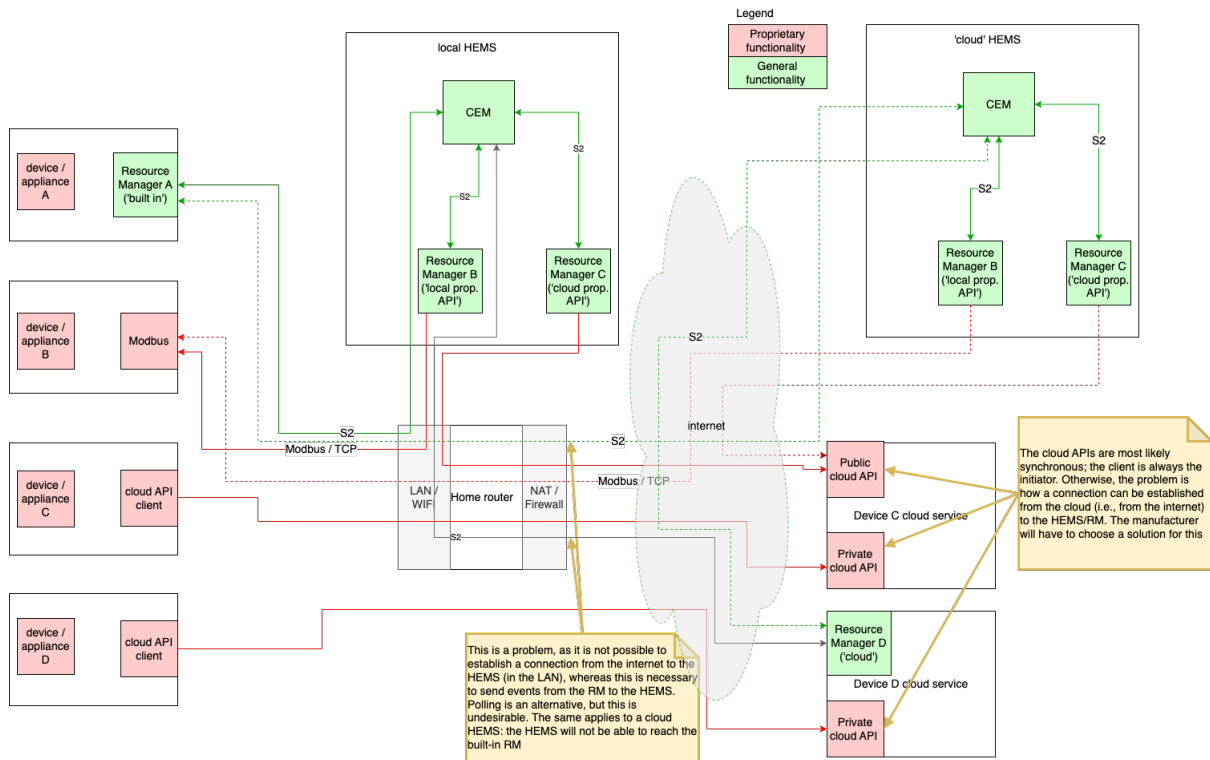 Legend
Proprietary
functionality
General
functionality
local HEMS
CEM
S2
S2
Resource
Manager B
('local prop.
API')
Resource
Manager C
('cloud prop.
API')
'cloud' HEMS
CEM
S2
S2
Resource
Manager B
('local prop.
API')
Resource
Manager C
('cloud prop.
API')
device /
appliance
A
Resource
Manager A
('built in')
device /
appliance
B
Modbus
device /
appliance
C
cloud API
client
device /
appliance
D
cloud API
client
S2
Modbus / TCP
LAN /
WIFI
Home router
NAT /
Firewall
S2
S2
Modbus / TCP
S2
internet
Public
cloud API
Device C cloud service
Private
cloud API
Resource
Manager D
('cloud')
Device D cloud service
Private
cloud API
The cloud APIs are most likely
synchronous; the client is always the
initiator. Otherwise, the problem is
how a connection can be established
from the cloud (i.e., from the internet)
to the HEMS/RM. The manufacturer
will have to choose a solution for this
This is a problem, as it is not possible to
establish a connection from the internet to the
HEMS (in the LAN), whereas this is necessary
to send events from the RM to the HEMS.
Polling is an alternative, but this is
undesirable. The same applies to a cloud
HEMS: the HEMS will not be able to reach the
built-in RM